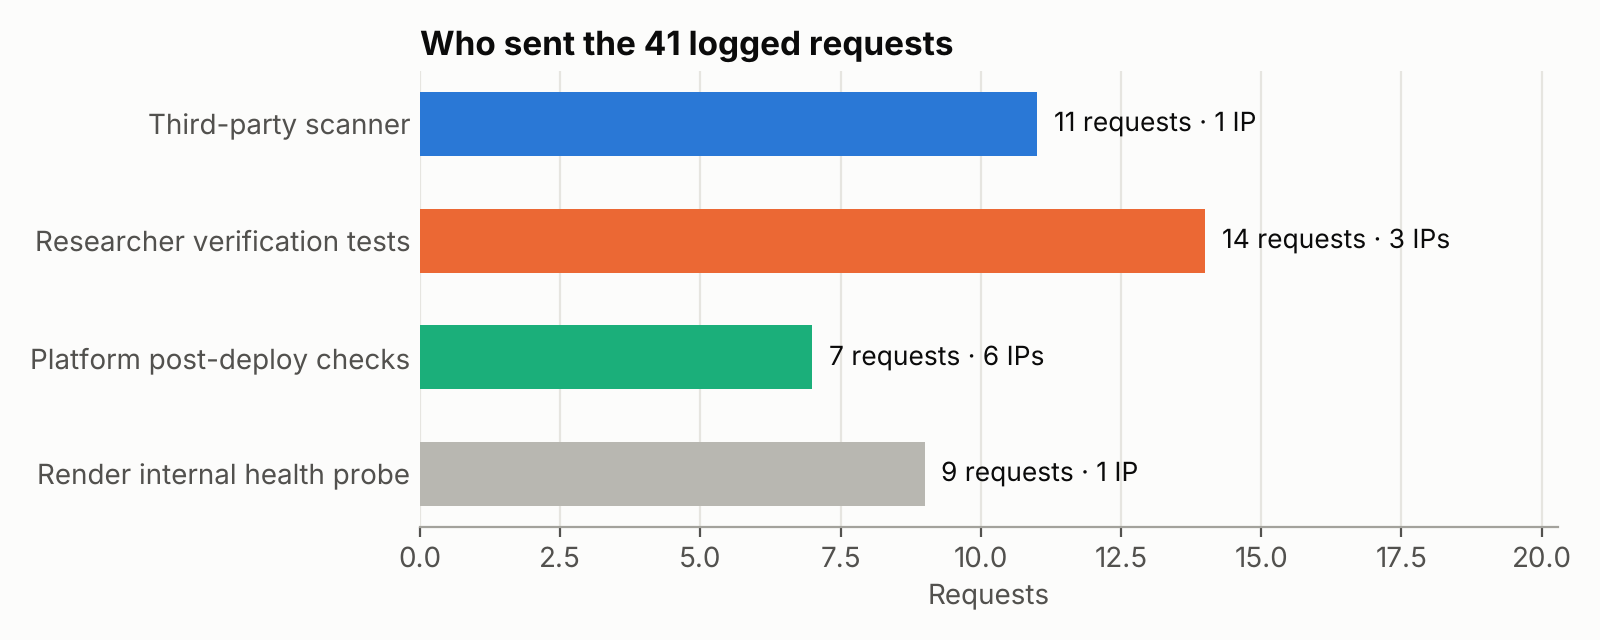 Who sent the 41 logged requests
Third-party scanner
11 requests · 1 IP
Researcher verification tests
14 requests · 3 IPs
Platform post-deploy checks
7 requests · 6 IPs
Render internal health probe
9 requests · 1 IP
0.0 2.5 5.0 7.5 10.0 12.5 15.0 17.5 20.0
Requests